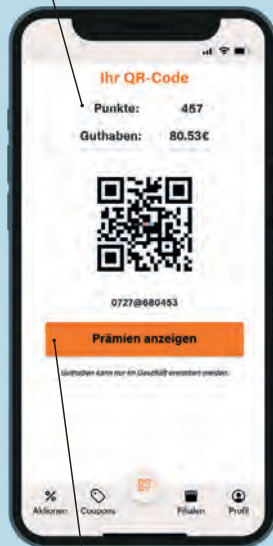 Ihr QR-Code
Punkte: 457
Guthaben: 80.53€
0727@680453
Prämien anzeigen
Guthaben kann nur im Geschäft erworben werden.
Aktionen Coupons Filialen Profil